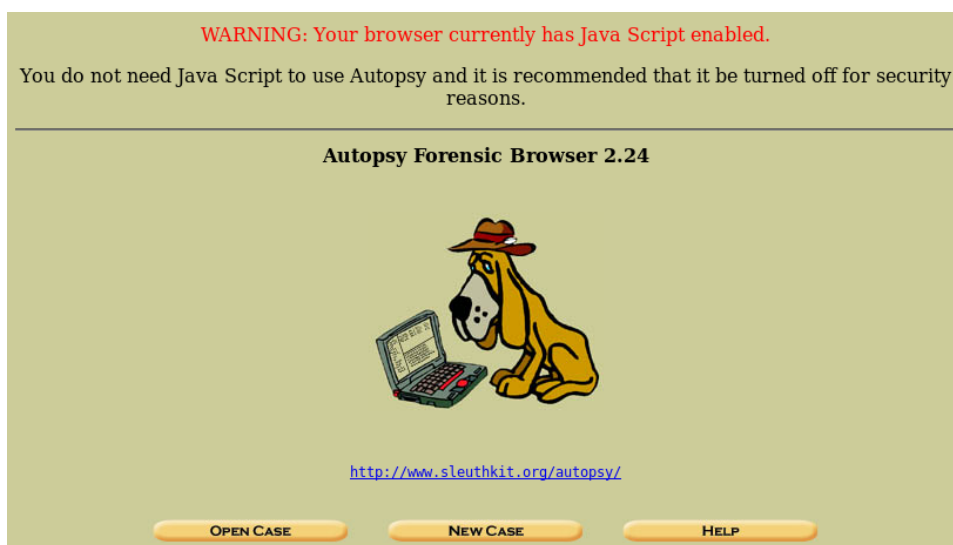 WARNING: Your browser currently has Java Script enabled.
You do not need Java Script to use Autopsy and it is recommended that it be turned off for security
reasons.
Autopsy Forensic Browser 2.24
http://www.sleuthkit.org/autopsy/
OPEN CASE
NEW CASE
HELP